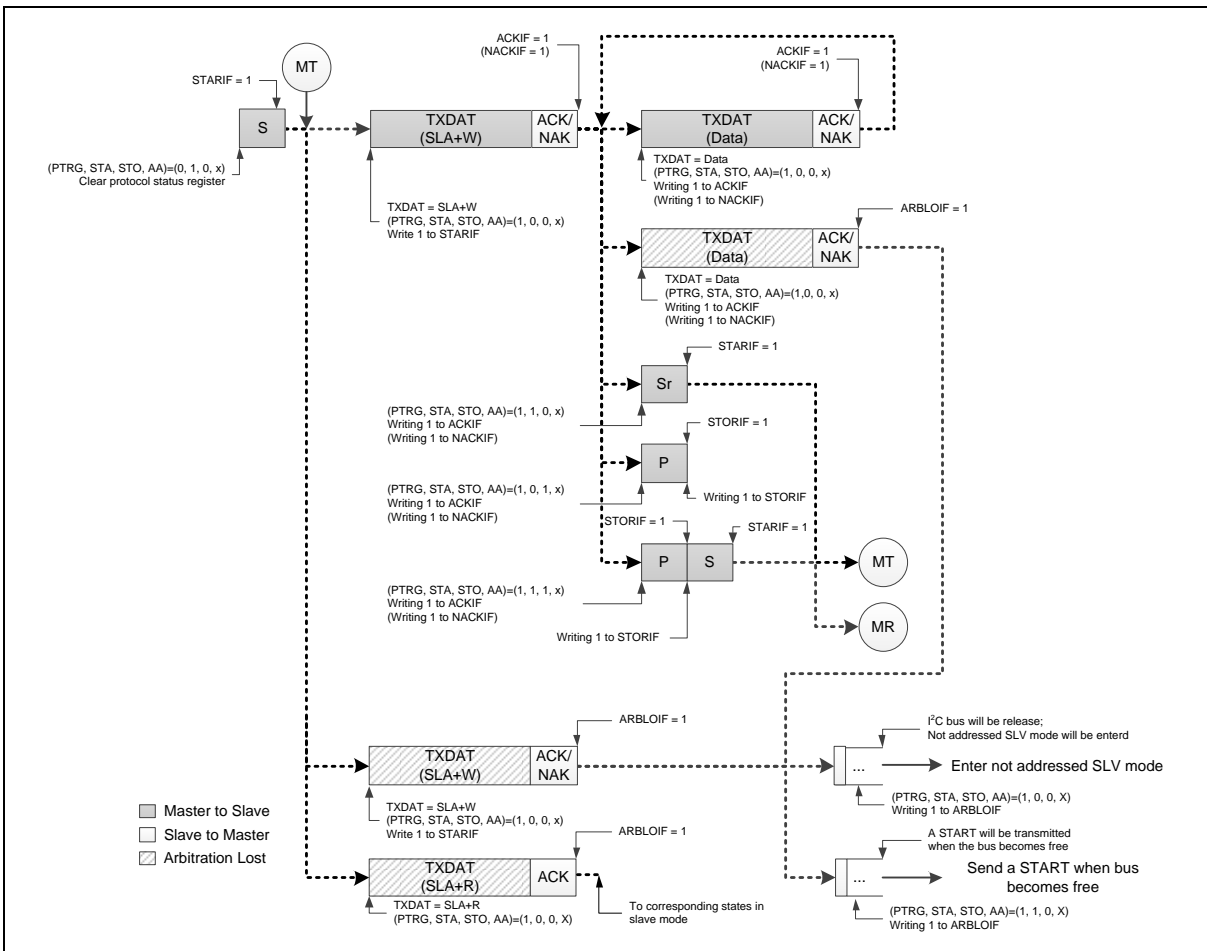 ACKIF = 1
(NACKIF = 1)
ACKIF = 1
(NACKIF = 1)
MT
STARIF = 1
S
TXDAT
(SLA+W)
ACK/
NAK
TXDAT
(Data)
ACK/
NAK
(PTRG, STA, STO, AA)=(0, 1, 0, x)
Clear protocol status register
TXDAT = Data
(PTRG, STA, STO, AA)=(1, 0, 0, x)
Writing 1 to ACKIF
(Writing 1 to NACKIF)
TXDAT = SLA+W
(PTRG, STA, STO, AA)=(1, 0, 0, x)
Write 1 to STARIF
ARBLOIF = 1
TXDAT
(Data)
ACK/
NAK
TXDAT = Data
(PTRG, STA, STO, AA)=(1,0, 0, x)
Writing 1 to ACKIF
(Writing 1 to NACKIF)
STARIF = 1
Sr
(PTRG, STA, STO, AA)=(1, 1, 0, x)
Writing 1 to ACKIF
(Writing 1 to NACKIF)
STORIF = 1
P
(PTRG, STA, STO, AA)=(1, 0, 1, x)
Writing 1 to ACKIF
(Writing 1 to NACKIF)
Writing 1 to STORIF
STORIF = 1
STARIF = 1
P
S
MT
(PTRG, STA, STO, AA)=(1, 1, 1, x)
Writing 1 to ACKIF
(Writing 1 to NACKIF)
Writing 1 to STORIF
MR
ARBLOIF = 1
I²C bus will be release;
Not addressed SLV mode will be enterd
TXDAT
(SLA+W)
ACK/
NAK
...
Enter not addressed SLV mode
TXDAT = SLA+W
(PTRG, STA, STO, AA)=(1, 0, 0, x)
Write 1 to STARIF
(PTRG, STA, STO, AA)=(1, 0, 0, X)
Writing 1 to ARBLOIF
Master to Slave
Slave to Master
Arbitration Lost
ARBLOIF = 1
A START will be transmitted
when the bus becomes free
TXDAT
(SLA+R)
ACK
...
Send a START when bus
becomes free
TXDAT = SLA+R
(PTRG, STA, STO, AA)=(1, 0, 0, X)
To corresponding states in
slave mode
(PTRG, STA, STO, AA)=(1, 1, 0, X)
Writing 1 to ARBLOIF